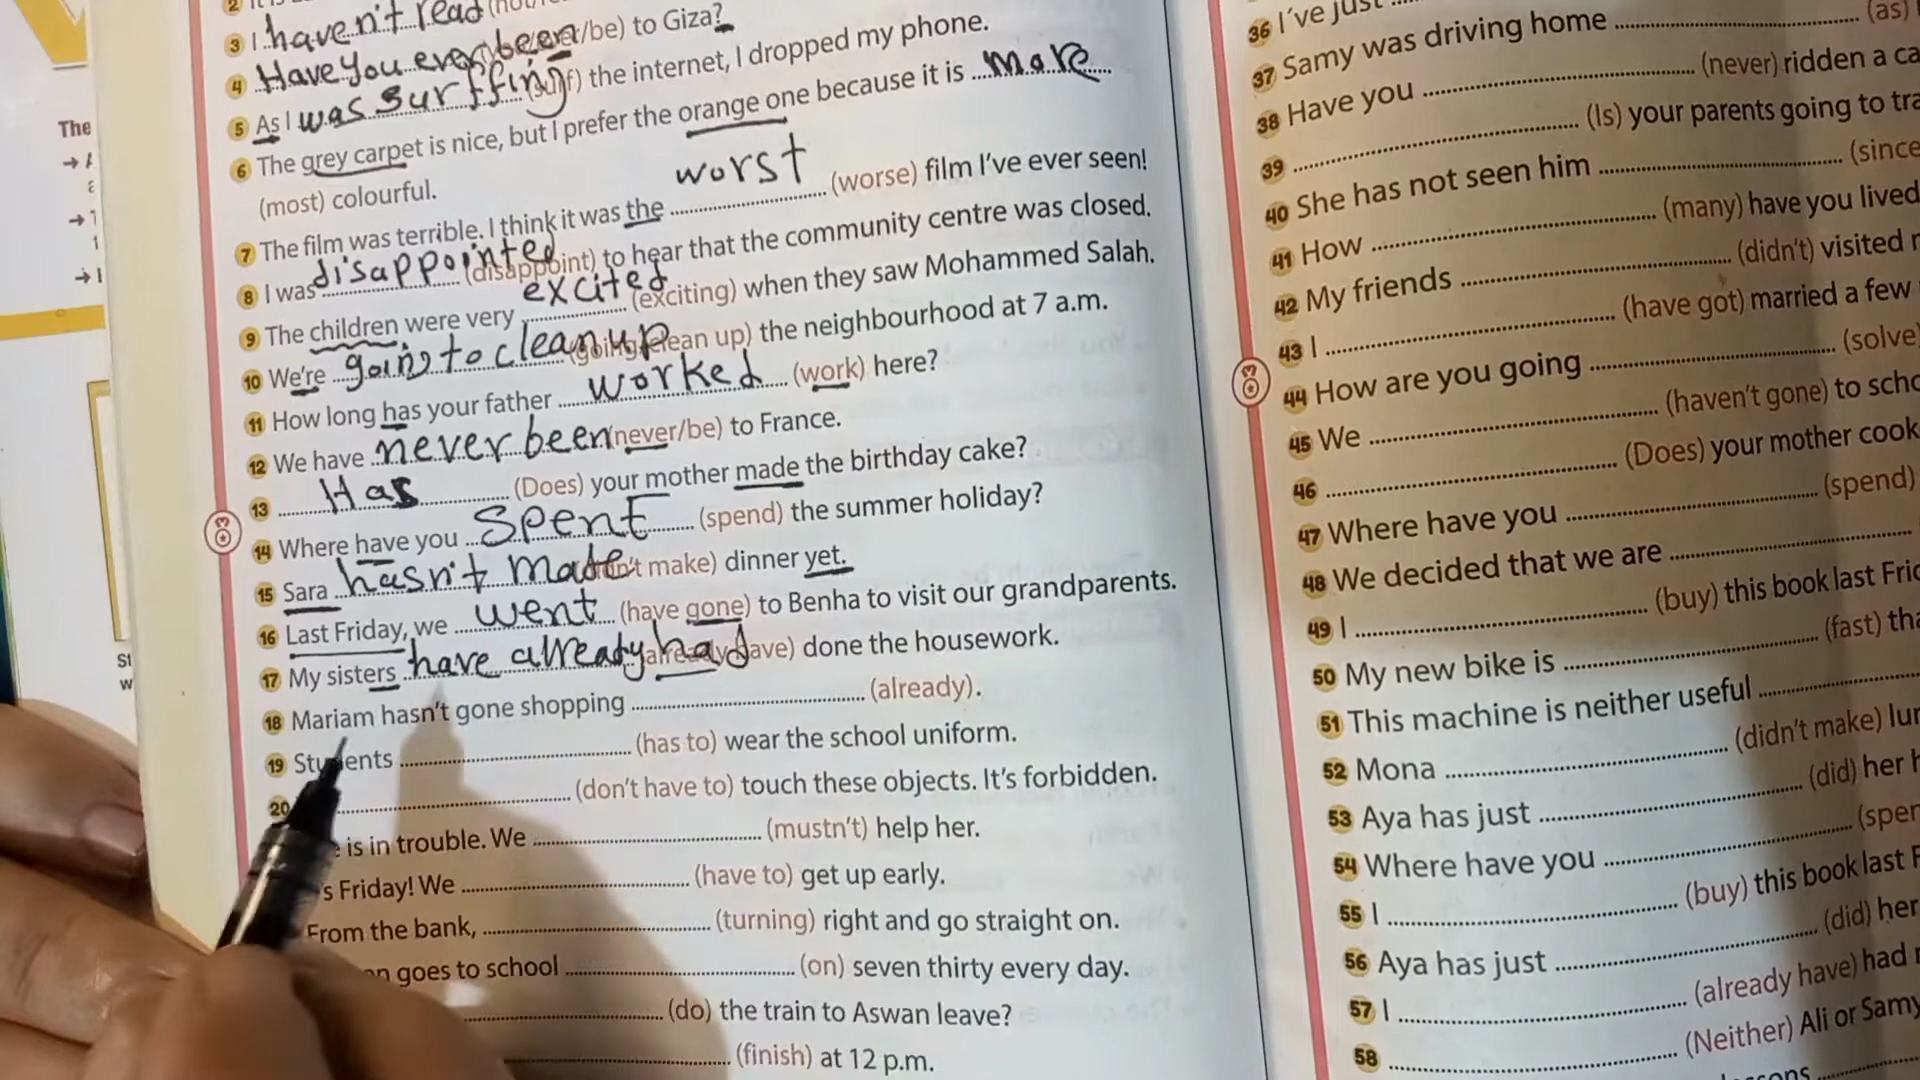 The
3 I haven't read
4 Have you ever been /be) to Giza?
5 As I was surffing (surf) the internet, I dropped my phone.
6 The grey carpet is nice, but I prefer the orange one because it is more
(most) colourful.
7 The film was terrible. I think it was the worst (worse) film I've ever seen!
8 I was disappointed (disappoint) to hear that the community centre was closed.
9 The children were very excited (exciting) when they saw Mohammed Salah.
10 We're going to clean up (going clean up) the neighbourhood at 7 a.m.
11 How long has your father worked (work) here?
12 We have never been (never/be) to France.
13 Has (Does) your mother made the birthday cake?
14 Where have you spent (spend) the summer holiday?
15 Sara hasn't made make) dinner yet.
16 Last Friday, we went (have gone) to Benha to visit our grandparents.
17 My sisters have already had (already have) done the housework.
18 Mariam hasn't gone shopping (already).
19 Students (has to) wear the school uniform.
20 (don't have to) touch these objects. It's forbidden.
is in trouble. We (mustn't) help her.
's Friday! We (have to) get up early.
From the bank, (turning) right and go straight on.
goes to school (on) seven thirty every day.
(do) the train to Aswan leave?
(finish) at 12 p.m.
36 I've just
37 Samy was driving home (as)
38 Have you (never) ridden a ca
39 (Is) your parents going to tra
40 She has not seen him (since
41 How (many) have you lived
42 My friends (didn't) visited
43 I (have got) married a few
44 How are you going (solve)
45 We (haven't gone) to scho
46 (Does) your mother cook
47 Where have you (spend)
48 We decided that we are
49 I (buy) this book last Fric
50 My new bike is (fast) tha
51 This machine is neither useful
52 Mona (didn't make) lur
53 Aya has just (did) her h
54 Where have you (spen
55 I (buy) this book last F
56 Aya has just (did) her
57 I (already have) had
58 (Neither) Ali or Samy